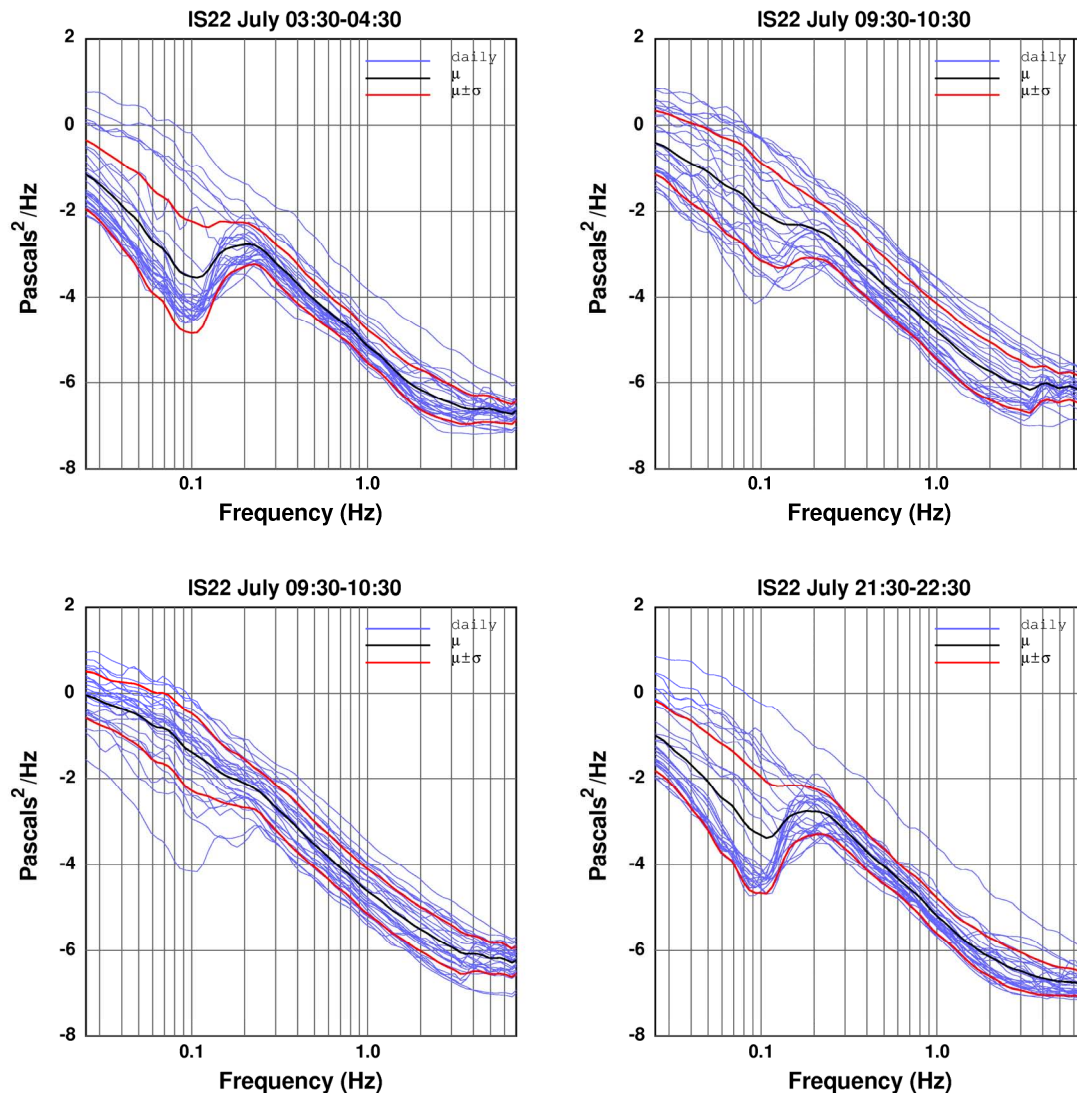 IS22 July 03:30-04:30
2
0
-2
-4
-6
-8
Pascals²/Hz
daily
μ
μ±σ
0.1
1.0
Frequency (Hz)
IS22 July 09:30-10:30
2
0
-2
-4
-6
-8
Pascals²/Hz
daily
μ
μ±σ
0.1
1.0
Frequency (Hz)
IS22 July 09:30-10:30
2
0
-2
-4
-6
-8
Pascals²/Hz
daily
μ
μ±σ
0.1
1.0
Frequency (Hz)
IS22 July 21:30-22:30
2
0
-2
-4
-6
-8
Pascals²/Hz
daily
μ
μ±σ
0.1
1.0
Frequency (Hz)